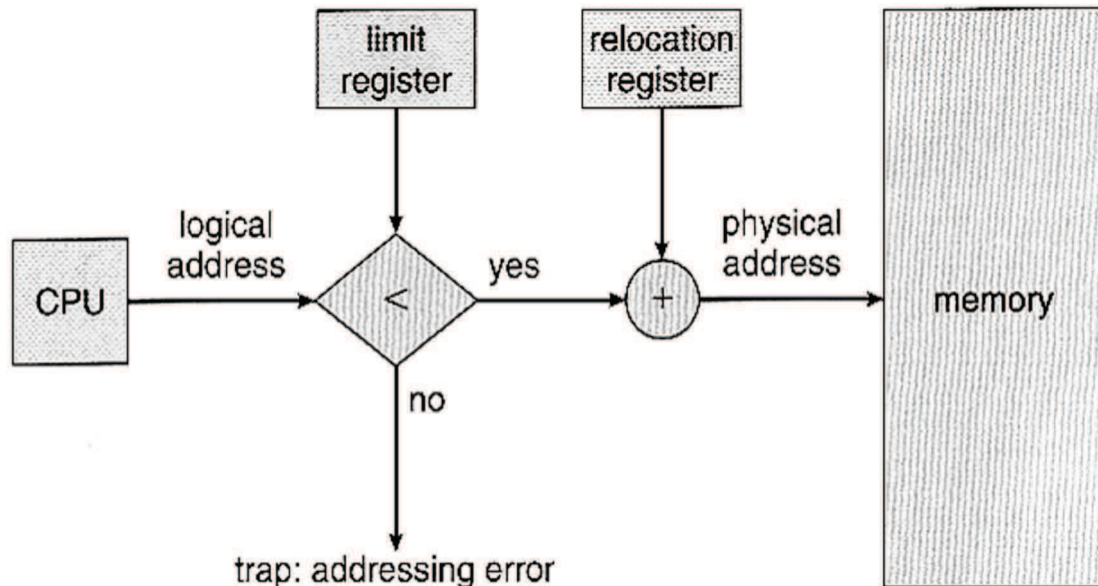 limit
register
relocation
register
logical
address
physical
address
CPU
<
yes
+
memory
no
trap: addressing error